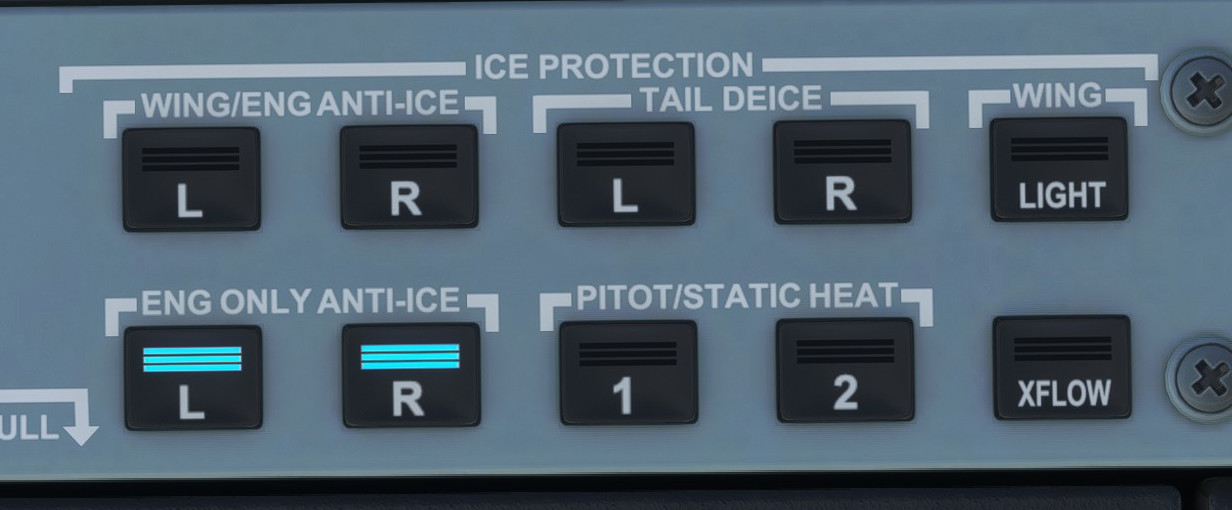 ICE PROTECTION
WING/ENG ANTI-ICE
TAIL DEICE
WING
L
R
L
R
LIGHT
ENG ONLY ANTI-ICE
PITOT/STATIC HEAT
L
R
1
2
XFLOW
ULL